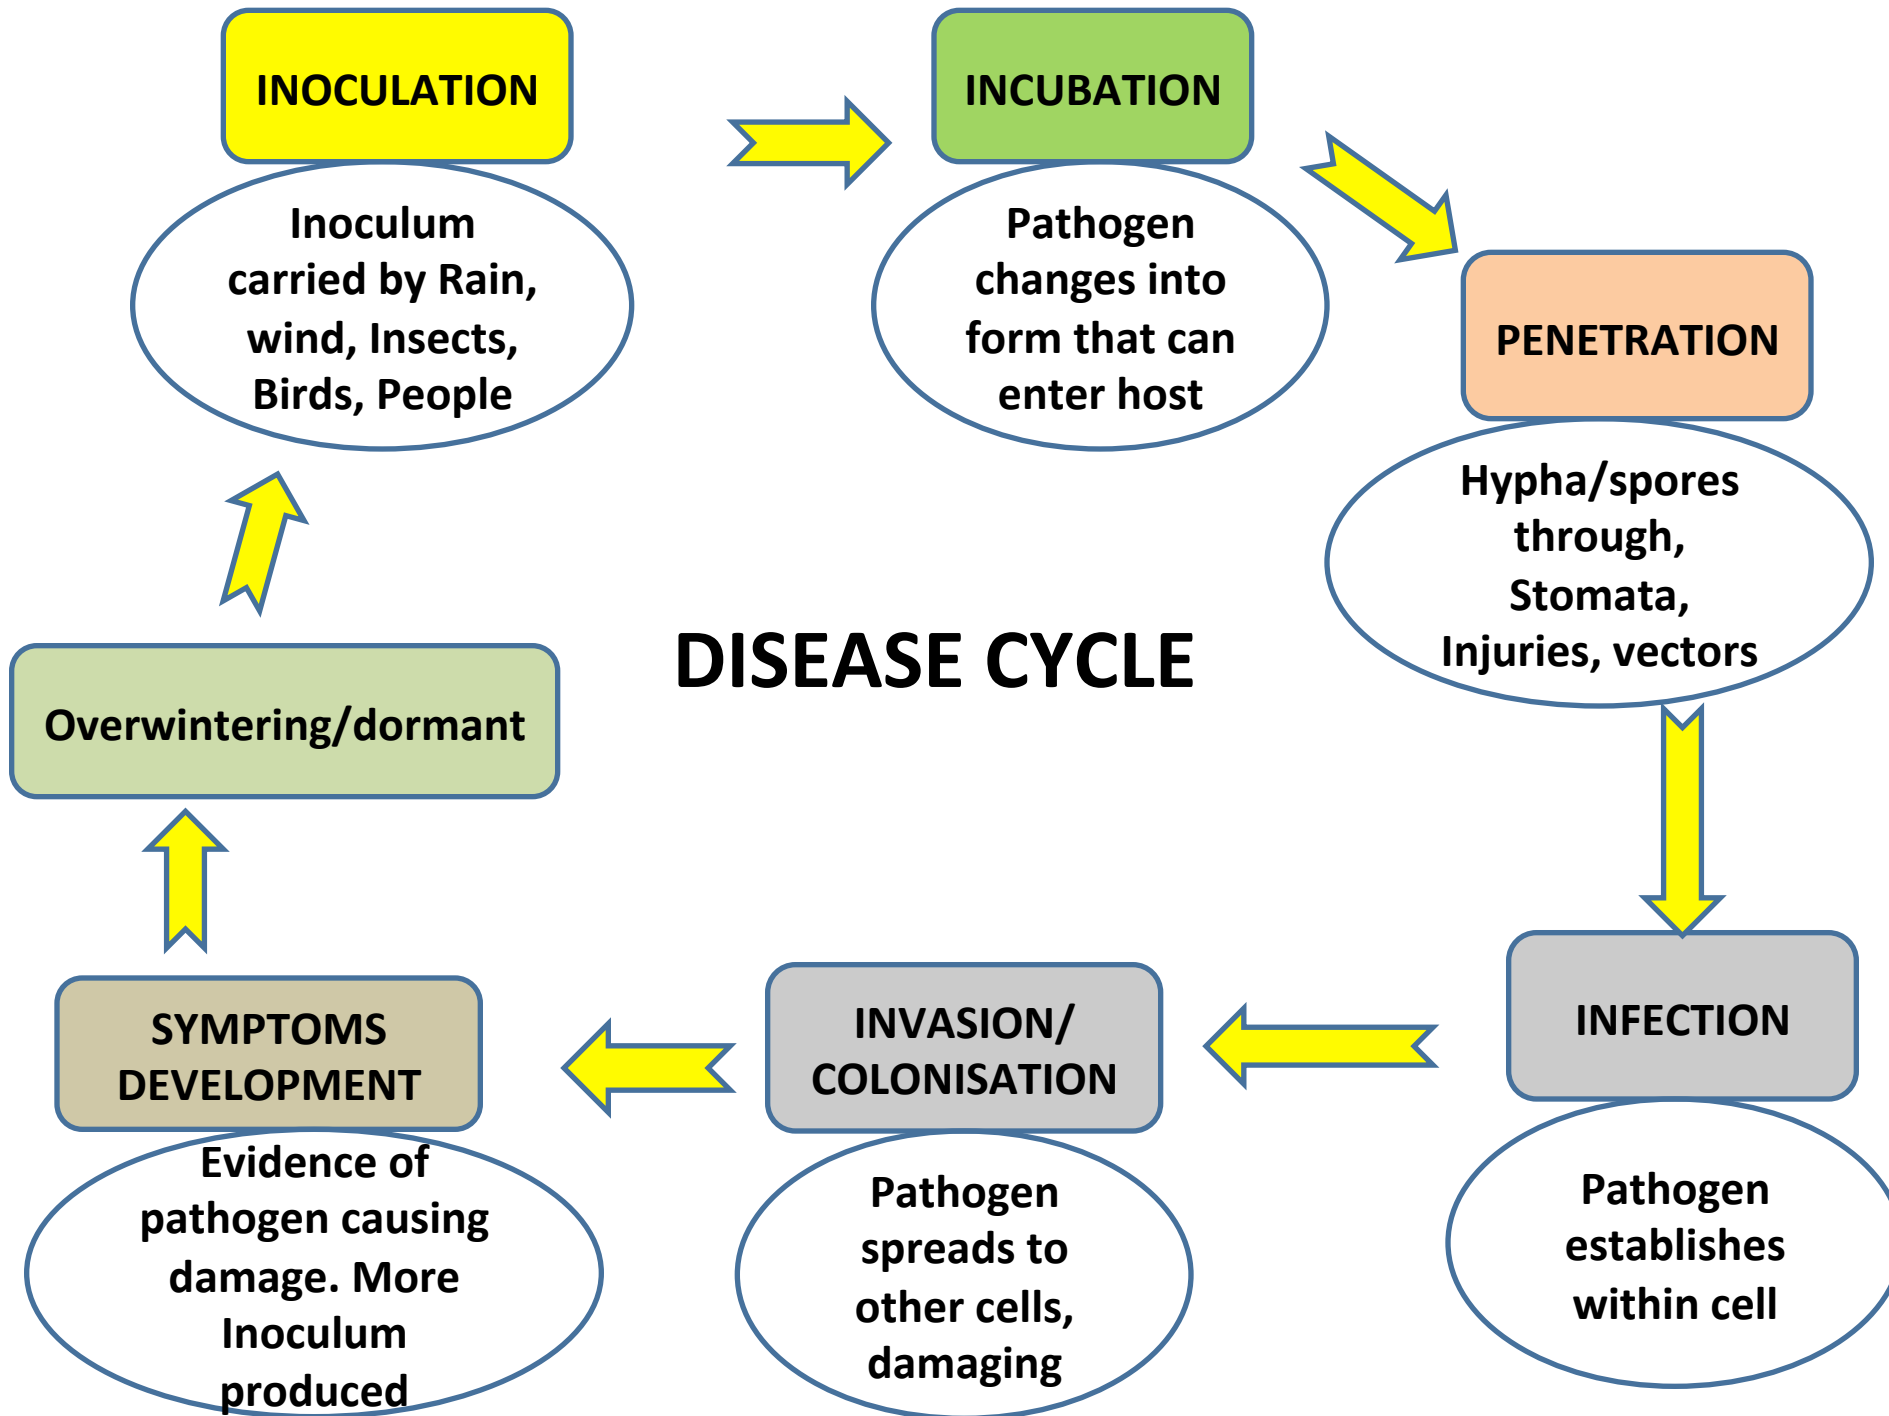 INOCULATION
Inoculum
carried by Rain,
wind, Insects,
Birds, People
INCUBATION
Pathogen
changes into
form that can
enter host
PENETRATION
Hypha/spores
through,
Stomata,
Injuries, vectors
DISEASE CYCLE
Overwintering/dormant
INFECTION
Pathogen
establishes
within cell
INVASION/
COLONISATION
Pathogen
spreads to
other cells,
damaging
SYMPTOMS
DEVELOPMENT
Evidence of
pathogen causing
damage. More
Inoculum
produced